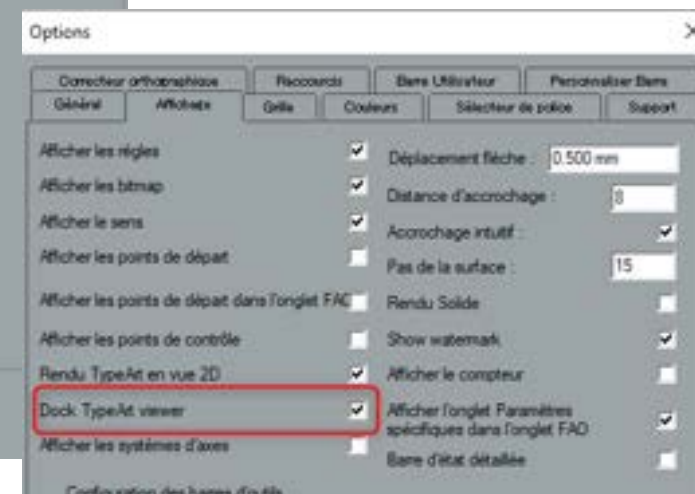 Options
Correcteur orthographique Raccourcis Barre Utilisateur Personnaliser Barre
Général Affichage Grille Couleurs Sélecteur de police Support
Afficher les règles
Afficher les bitmap
Afficher le sens
Afficher les points de départ
Afficher les points de départ dans l'onglet FAO
Afficher les points de contrôle
Rendu TypeArt en vue 2D
Dock TypeArt viewer
Afficher les systèmes d'axes
Configuration des barres d'outils
Déplacement flèche : 0.500 mm
Distance d'accrochage : 8
Accrochage intuitif :
Pas de la surface : 15
Rendu Solide
Show watermark
Afficher le compteur
Afficher l'onglet Paramètres
spécifiques dans l'onglet FAO
Barre d'état détaillée